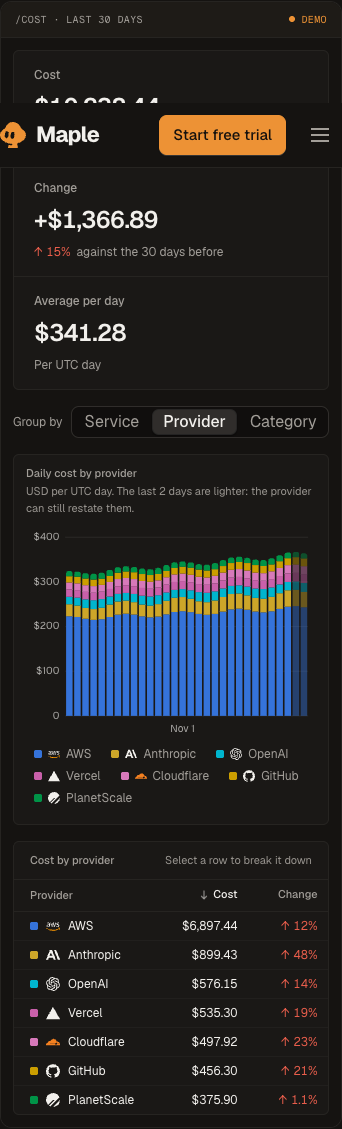 /COST · LAST 30 DAYS
DEMO
Cost
Maple
Start free trial
Change
+$1,366.89
↑ 15% against the 30 days before
Average per day
$341.28
Per UTC day
Group by
Service
Provider
Category
Daily cost by provider
USD per UTC day. The last 2 days are lighter: the provider
can still restate them.
$400
$300
$200
$100
0
Nov 1
AWS
Anthropic
OpenAI
Vercel
Cloudflare
GitHub
PlanetScale
Cost by provider
Select a row to break it down
Provider ↓ Cost Change
aws AWS $6,897.44 ↑ 12%
Anthropic $899.43 ↑ 48%
OpenAI $576.15 ↑ 14%
Vercel $535.30 ↑ 19%
Cloudflare $497.92 ↑ 23%
GitHub $456.30 ↑ 21%
PlanetScale $375.90 ↑ 1.1%